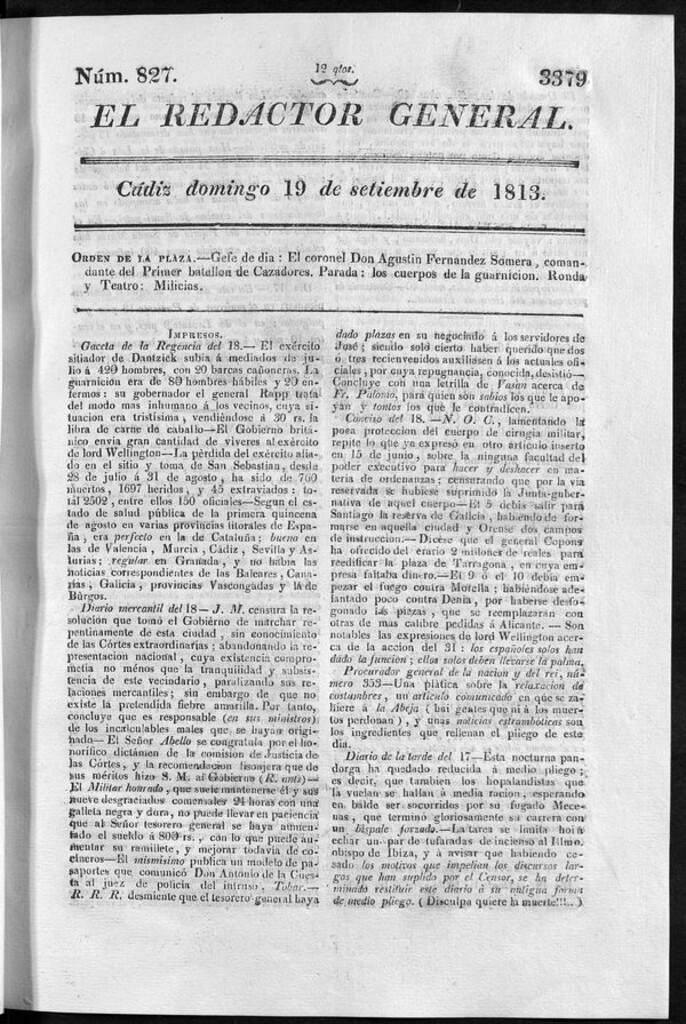 Núm. 827.
12 qtos.
3379
EL REDACTOR GENERAL.
Cádiz domingo 19 de setiembre de 1813.
ORDEN DE LA PLAZA.—Gefe de dia : El coronel Don Agustin Fernandez Somera , coman-
dante del Primer batallon de Cazadores. Parada : los cuerpos de la guarnicion. Ronda
y Teatro: Milicias.
IMPRESOS.
Gaceta de la Regencia del 18.— El exército
sitiador de Dantzick subia á mediados de ju-
lio á 42θ hombres, con 20 barcas cañoneras. La
guarnicion era de 8θ hombres hábiles y 2θ en-
fermos : su gobernador el general Rapp trata
del modo mas inhumano á los vecinos, cuya si-
tuacion era tristísima , vendiéndose á 30 rs. la
libra de carne de caballo—El Gobierno britá-
nico envia gran cantidad de viveres al exército
de lord Wellington—La pérdida del exército alia-
do en el sitio y toma de San Sebastian, desde
28 de julio á 31 de agosto , ha sido de 760
muertos, 1697 heridos, y 45 extraviados : to-
tal 2502 , entre ellos 150 oficiales—Segun el es-
tado de salud pública de la primera quincena
de agosto en varias provincias litorales de Espa-
ña , era perfecto en la de Cataluña ; bueno en
las de Valencia , Murcia , Cádiz , Sevilla y As-
turias ; regular en Granada , y no habia las
noticias correspondientes de las Baleares , Cana-
rias , Galicia , provincias Vascongadas y la de
Búrgos.
Diario mercantil del 18— J. M. censura la re-
solucion que tomó el Gobierno de marchar re-
pentinamente de esta ciudad , sin conocimiento
de las Córtes extraordinarias ; abandonando la re-
presentacion nacional , cuya existencia comprome-
tia no ménos que la tranquilidad y subsis-
tencia de este vecindario , paralizando sus re-
laciones mercantiles ; sin embargo de que no
existe la pretendida fiebre amarilla. Por tanto,
concluye que es responsable (en sus ministros)
de los incalculables males que se hayan origi-
nado— El Señor Abello se congratula por el ho-
norífico dictámen de la comision de Justicia de
las Córtes, y la recomendacion lisonjera que de
sus méritos hizo S. M. al Gobierno
El Militar honrado , que suele mantenerse él y sus
nueve desgraciados comensales 24 horas con una
galleta negra y dura, no puede llevar en paciencia
que al Señor tesorero general se haya aumen-
tado el sueldo á 80θ rs. , con lo que puede au-
mentar su ramillete, y mejorar todavía de co-
cineros—El mismísimo publica un modelo de pa-
saportes que comunicó Don Antonio de la Cues-
ta al juez de policía del intruso, Tobar.—
R. R. R. desmiente que el tesorero general haya
dado plazas en su negociado á los servidores de
José ; siendo solo cierto haber querido que dos
ó tres recienvenidos auxiliasen á los actuales ofi-
ciales , por cuya repugnancia, conocida, desistió—
Concluye con una letrilla de Vasan acerca de
Fr. Palomo, para quien son sabios los que le apo-
yan y tontos los que le contradicen.
Conciso del 18. —N. O. C., lamentando la
poca proteccion del cuerpo de cirugia militar,
repite lo que ya expresó en otro artículo inserto
en 15 de junio, sobre la ninguna facultad del
poder executivo para hacer y deshacer en ma-
teria de ordenanzas ; censurando que por la via
reservada se hubiese suprimido la Junta guber-
nativa de aquel cuerpo—El 5 debia salir para
Santiago la reserva de Galicia, habiendo de for-
marse en aquella ciudad y Orense dos campos
de instruccion.— Dícese que el general Copons
ha ofrecido del erario 2 millones de reales para
reedificar la plaza de Tarragona , en cuya em-
presa faltaba dinero.—El 9 ó el 10 debia em-
pezar el fuego contra Morella ; habiéndose ade-
lantado poco contra Denia, por haberse desfo-
gonado las piezas, que se reemplazarán con
otras de mas calibre pedidas á Alicante. — Son
notables las expresiones de lord Wellington acer-
ca de la accion del 31 : los españoles solos han
dado la funcion ; ellos solos deben llevarse la palma.
Procurador general de la nacion y del rei, nú-
mero 353—Una plática sobre la relaxacion de
costumbres, un artículo comunicado en que se za-
hiere á la Abeja ( hai gentes que ni á los muer-
tos perdonan ) , y unas noticias estrambóticas son
los ingredientes que rellenan el pliego de este
dia.
Diario de la tarde del 17—Esta nocturna pan-
dorga ha quedado reducida á medio pliego ;
es decir, que tambien los hopalandistas que
la vuelan se hallan á media racion, esperando
en balde ser socorridos por su fugado Mece-
nas , que terminó gloriosamente su carrera con
un bispale forzado.—La tarea se limita hoi á
echar un par de tufaradas de incienso al Illmo.
obispo de Ibiza, y á avisar que habiendo ce-
sado los motivos que impelian los discursos lar-
gos que han suplido por el Censor, se ha deter-
minado restituir este diario á su antigua forma
de medio pliego. ( Disculpa quiere la muerte!!!.. )